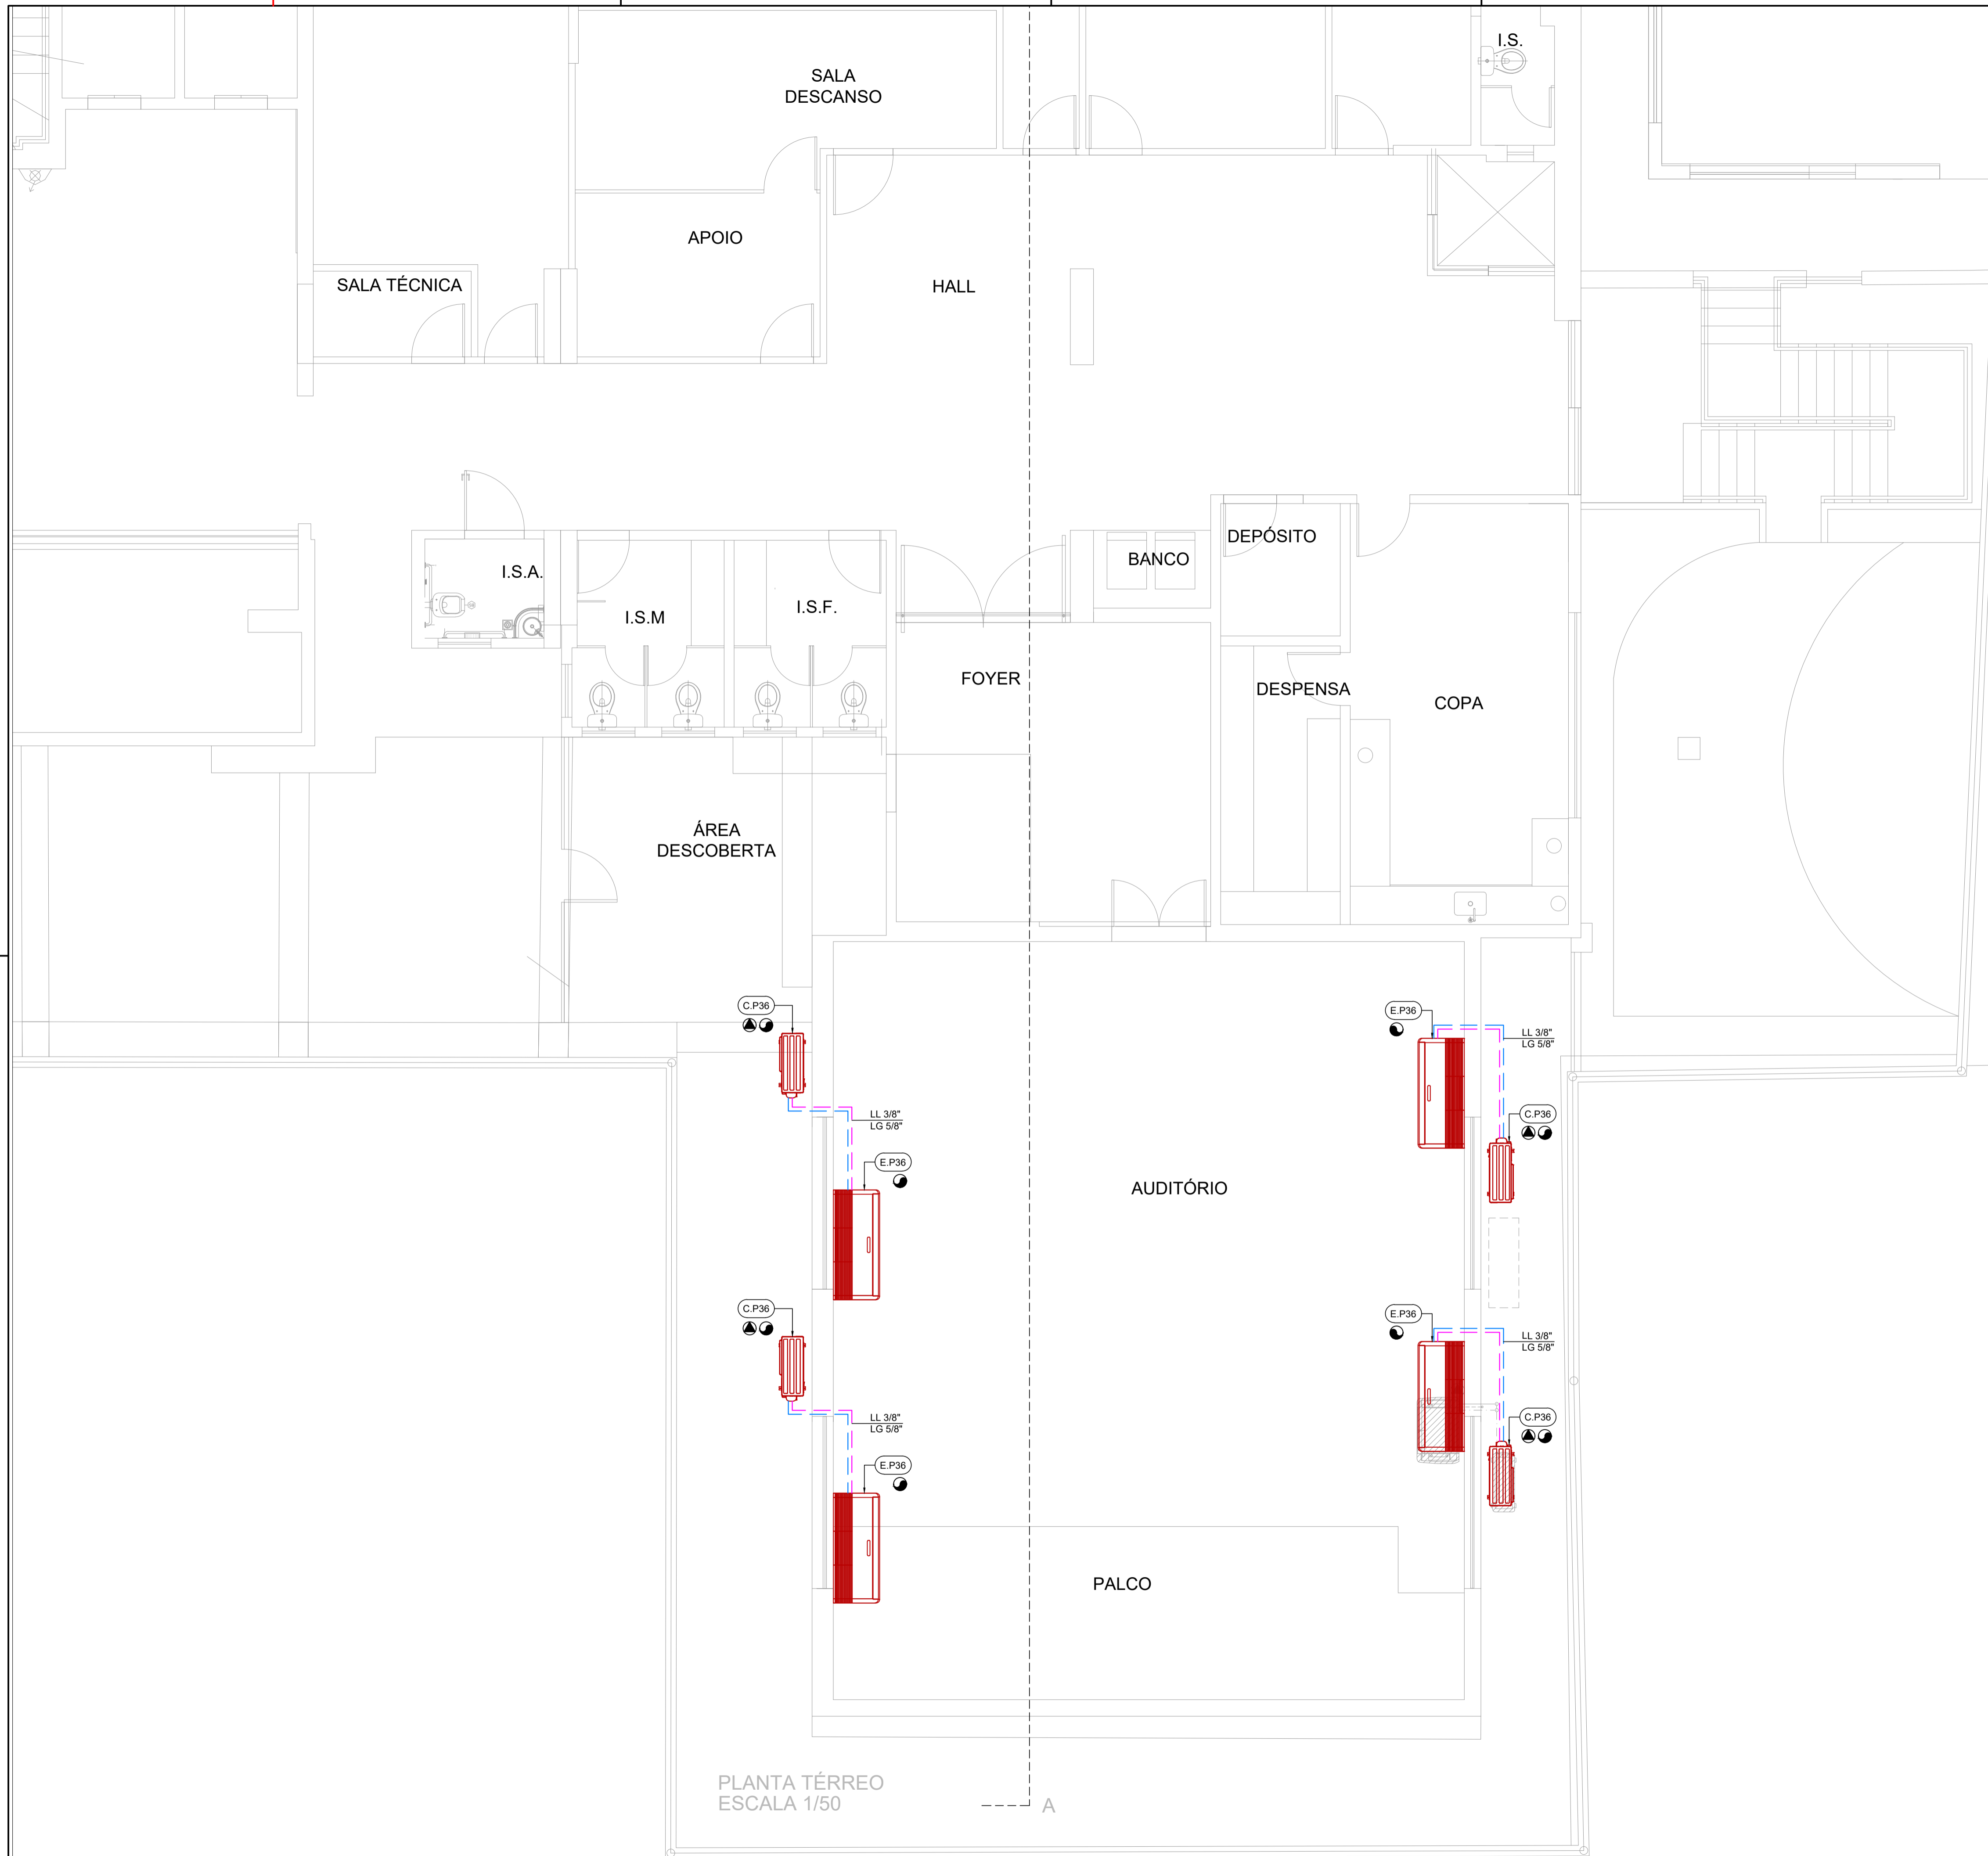 I.S.
SALA
DESCANSO
APOIO
SALA TÉCNICA
HALL
DEPÓSITO
BANCO
I.S.A.
I.S.M
I.S.F.
FOYER
DESPENSA
COPA
ÁREA
DESCOBERTA
C.P36
E.P36
LL 3/8"
LG 5/8"
LL 3/8"
LG 5/8"
C.P36
E.P36
AUDITÓRIO
C.P36
E.P36
LL 3/8"
LG 5/8"
LL 3/8"
LG 5/8"
C.P36
E.P36
PALCO
PLANTA TÉRREO
ESCALA 1/50
A